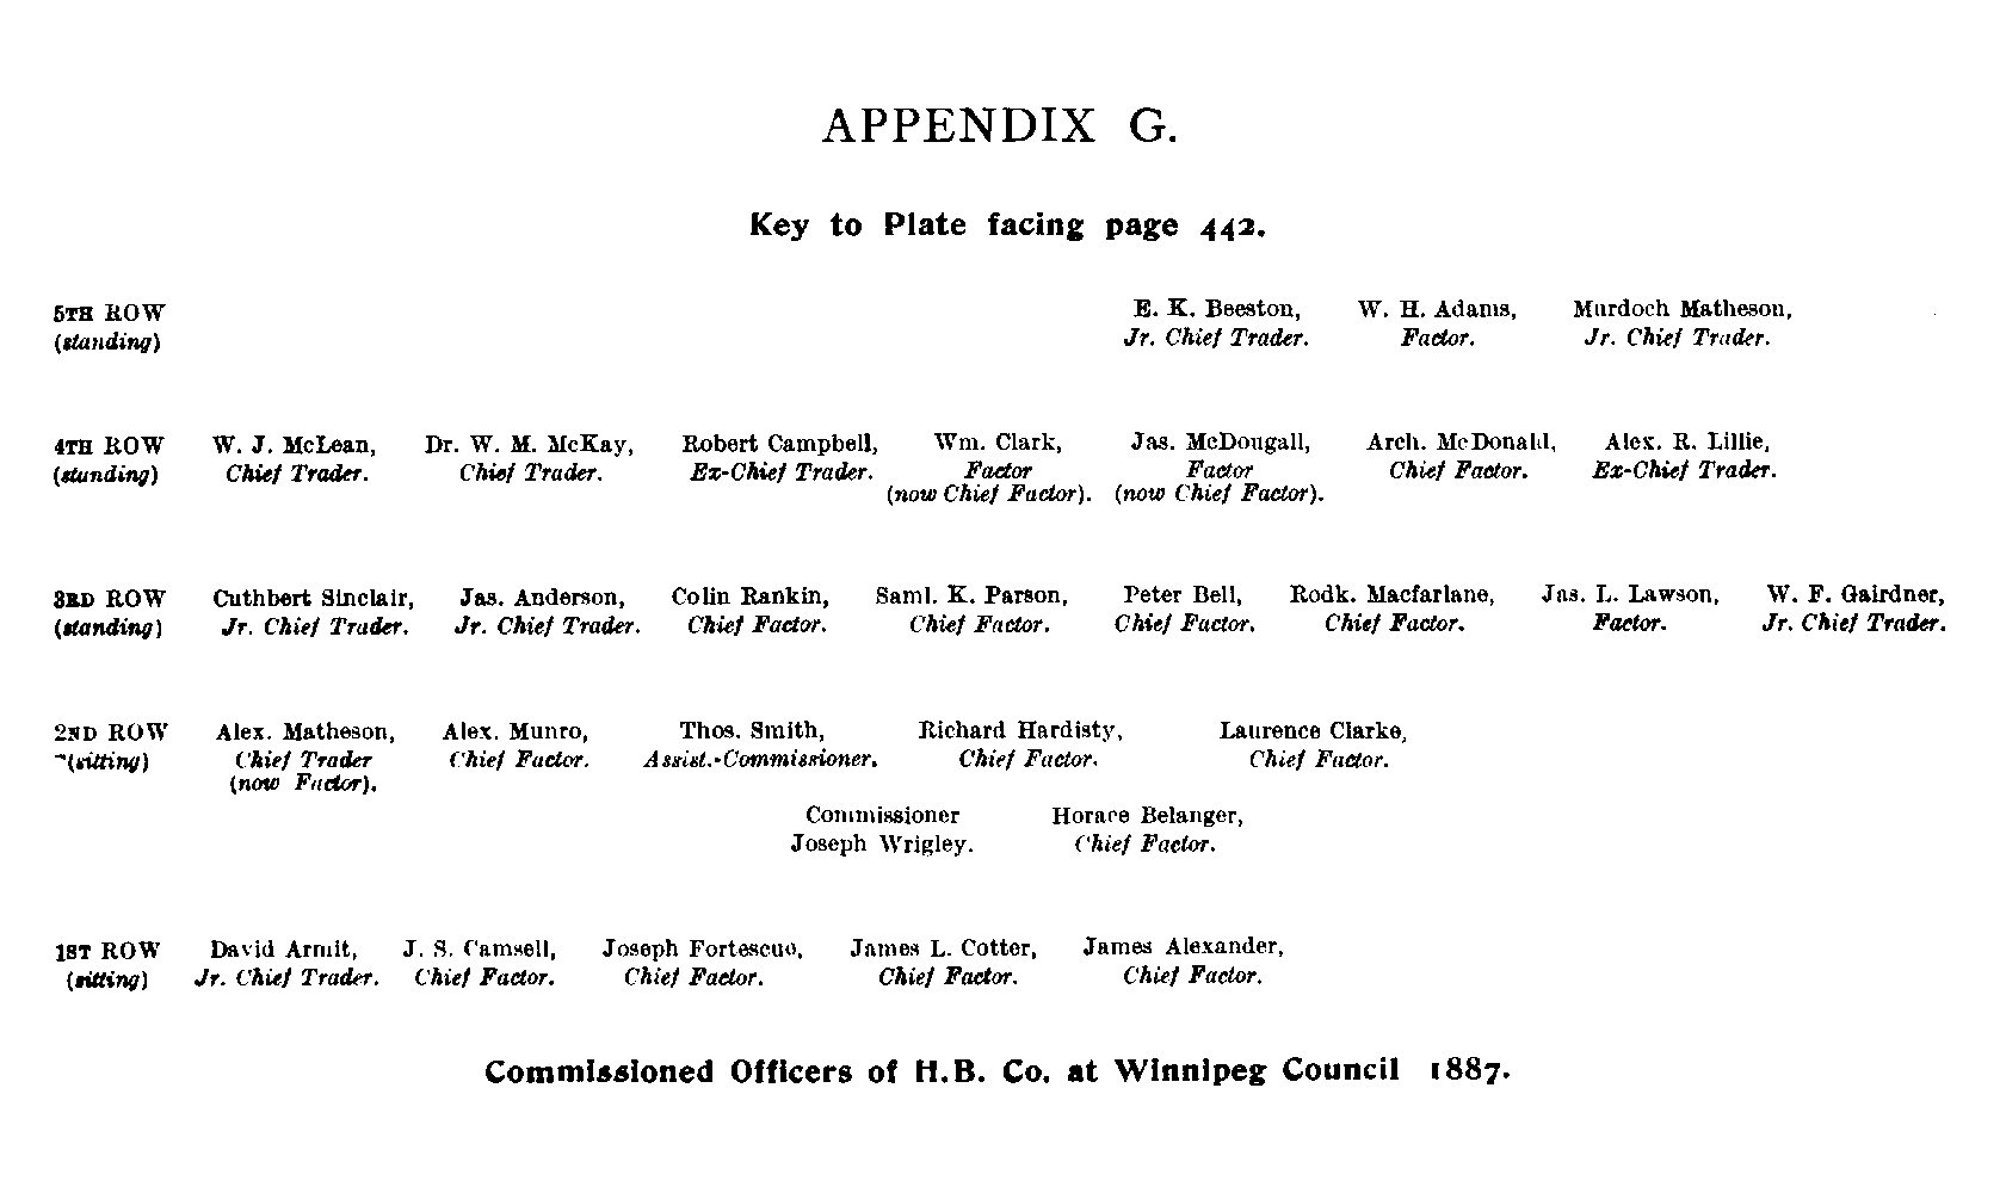 APPENDIX G.
Key to Plate facing page 442.
5TH ROW E. K. Beeston, W. H. Adams, Murdoch Matheson,
(standing) Jr. Chief Trader. Factor. Jr. Chief Trader.
4TH ROW W. J. McLean, Dr. W. M. McKay, Robert Campbell, Wm. Clark, Jas. McDougall, Arch. McDonald, Alex. R. Lillie,
(standing) Chief Trader. Chief Trader. Ex-Chief Trader. Factor Factor Chief Factor. Ex-Chief Trader.
(now Chief Factor). (now Chief Factor).
3RD ROW Cuthbert Sinclair, Jas. Anderson, Colin Rankin, Saml. K. Parson, Peter Bell, Rodk. Macfarlane, Jas. L. Lawson, W. F. Gairdner,
(standing) Jr. Chief Trader. Jr. Chief Trader. Chief Factor. Chief Factor. Chief Factor. Chief Factor. Factor. Jr. Chief Trader.
2ND ROW Alex. Matheson, Alex. Munro, Thos. Smith, Richard Hardisty, Laurence Clarke,
(sitting) Chief Trader Chief Factor. Assist.-Commissioner. Chief Factor. Chief Factor.
(now Factor).
Commissioner Horace Belanger,
Joseph Wrigley. Chief Factor.
1ST ROW David Armit, J. S. Camsell, Joseph Fortescue, James L. Cotter, James Alexander,
(sitting) Jr. Chief Trader. Chief Factor. Chief Factor. Chief Factor. Chief Factor.
Commissioned Officers of H.B. Co. at Winnipeg Council 1887.